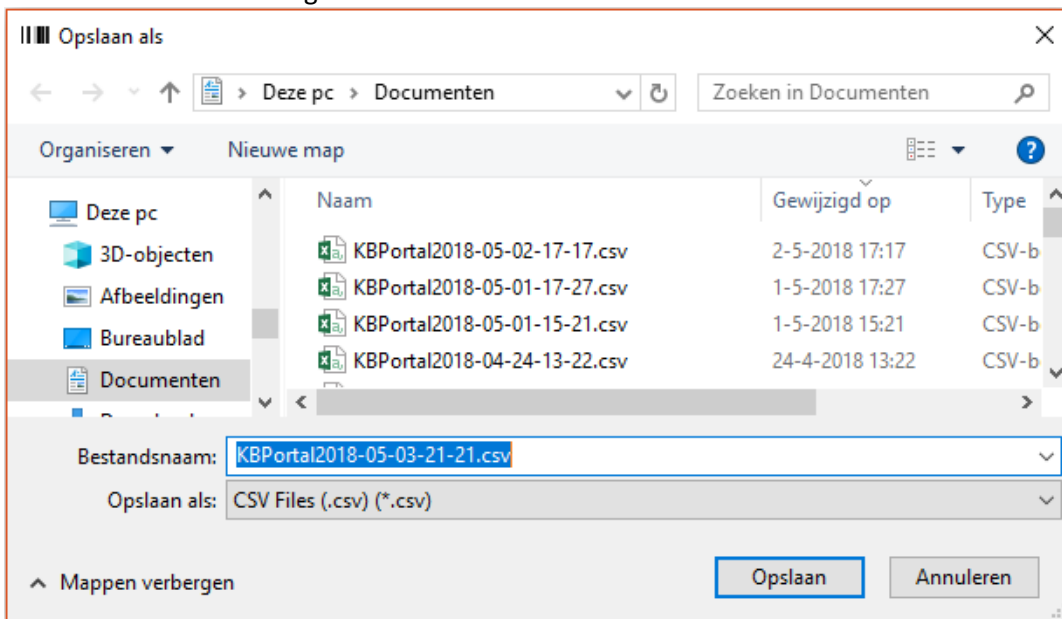 Opslaan als
Deze pc > Documenten
Zoeken in Documenten
Organiseren
Nieuwe map
Naam
Gewijzigd op
Type
Deze pc
3D-objecten
Afbeeldingen
Bureaublad
Documenten
KBPortal2018-05-02-17-17.csv 2-5-2018 17:17 CSV-b
KBPortal2018-05-01-17-27.csv 1-5-2018 17:27 CSV-b
KBPortal2018-05-01-15-21.csv 1-5-2018 15:21 CSV-b
KBPortal2018-04-24-13-22.csv 24-4-2018 13:22 CSV-b
Bestandsnaam: KBPortal2018-05-03-21-21.csv
Opslaan als: CSV Files (.csv) (*.csv)
Mappen verbergen
Opslaan
Annuleren